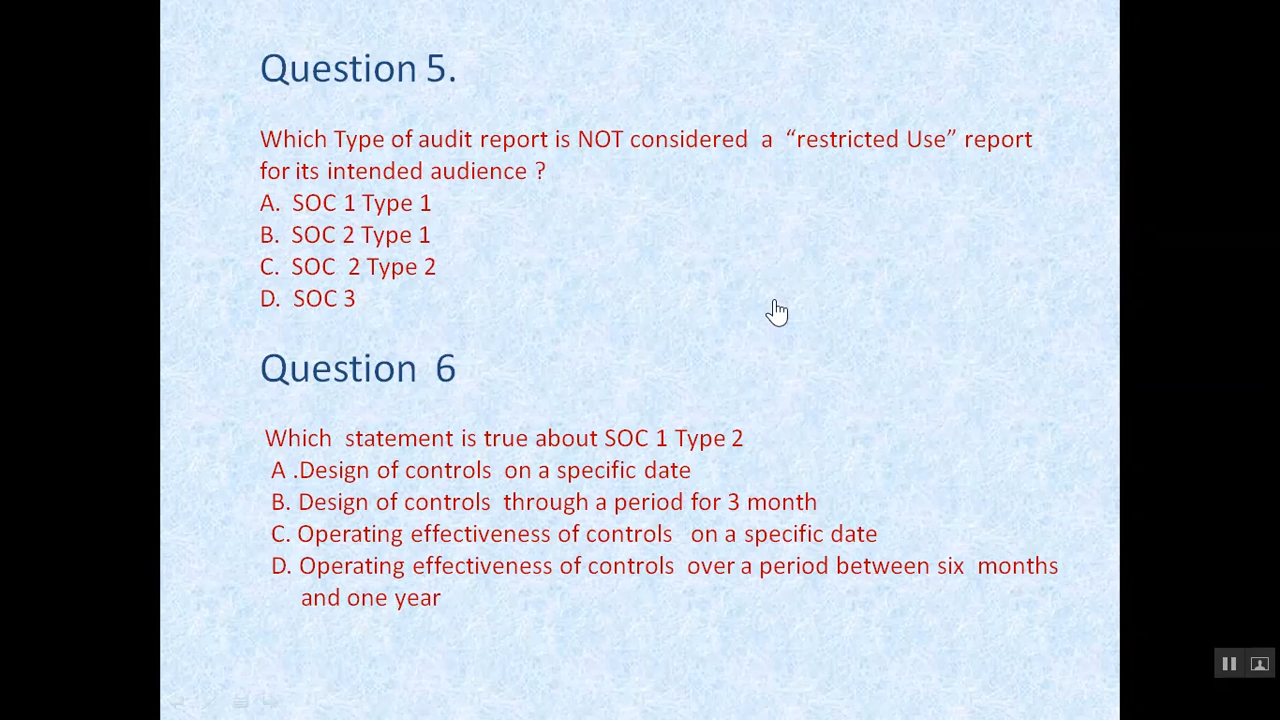 Question 5.
Which Type of audit report is NOT considered a “restricted Use” report
for its intended audience ?
A. SOC 1 Type 1
B. SOC 2 Type 1
C. SOC 2 Type 2
D. SOC 3
Question 6
Which statement is true about SOC 1 Type 2
A .Design of controls on a specific date
B. Design of controls through a period for 3 month
C. Operating effectiveness of controls on a specific date
D. Operating effectiveness of controls over a period between six months
and one year